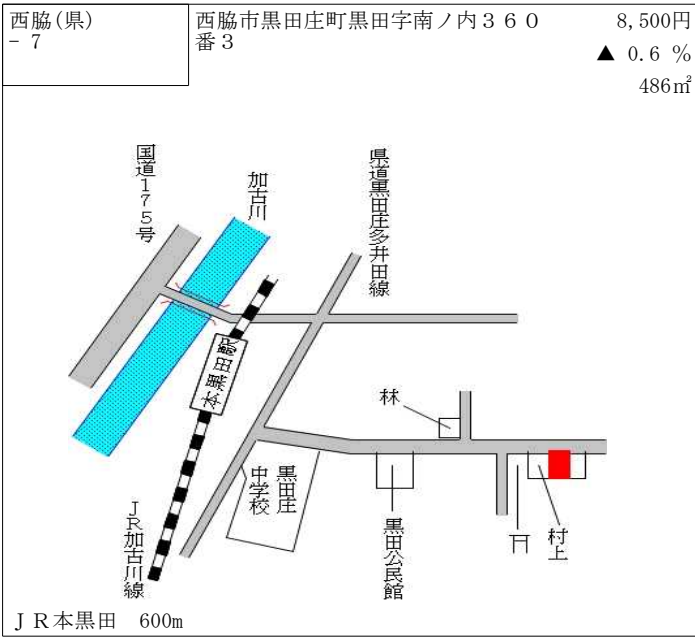 西脇(県)
- 7
西脇市黒田庄町黒田字南ノ内３６０
番３
8,500円
▲ 0.6 %
486㎡
国道175号
加古川
県道黒田庄多井田線
本黒田駅
林
黒田庄
中学校
黒田公民館
村上
ＪＲ加古川線
ＪＲ本黒田　600m